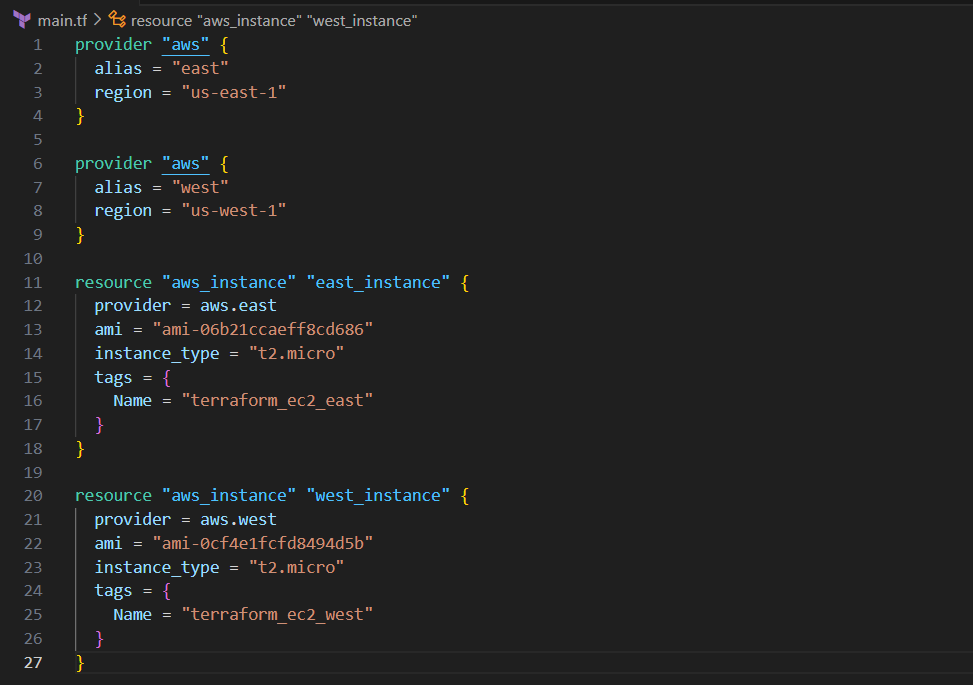 main.tf > resource "aws_instance" "west_instance"
1 provider "aws" {
2   alias = "east"
3   region = "us-east-1"
4 }
5
6 provider "aws" {
7   alias = "west"
8   region = "us-west-1"
9 }
10
11 resource "aws_instance" "east_instance" {
12   provider = aws.east
13   ami = "ami-06b21ccaeff8cd686"
14   instance_type = "t2.micro"
15   tags = {
16     Name = "terraform_ec2_east"
17   }
18 }
19
20 resource "aws_instance" "west_instance" {
21   provider = aws.west
22   ami = "ami-0cf4e1fcfd8494d5b"
23   instance_type = "t2.micro"
24   tags = {
25     Name = "terraform_ec2_west"
26   }
27 }